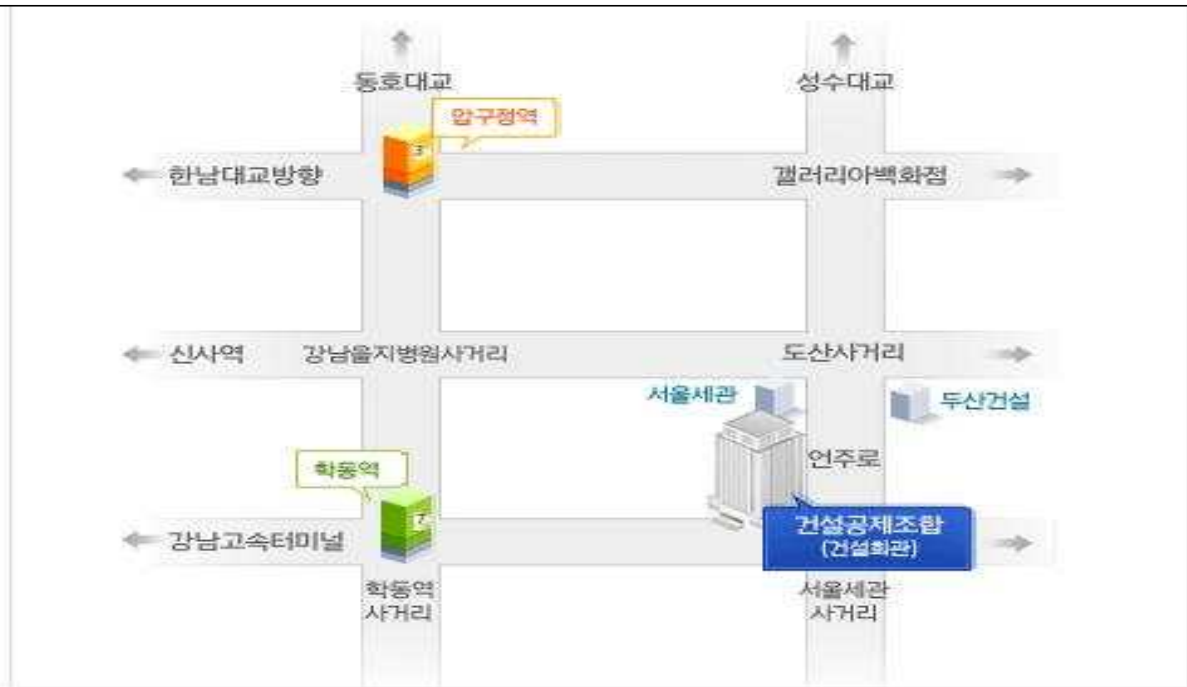 동호대교
성수대교
압구정역
3
한남대교방향
갤러리아백화점
신사역
강남을지병원사거리
도산사거리
서울세관
두산건설
학동역
언주로
7
강남고속터미널
건설공제조합
(건설회관)
학동역
사거리
서울세관
사거리